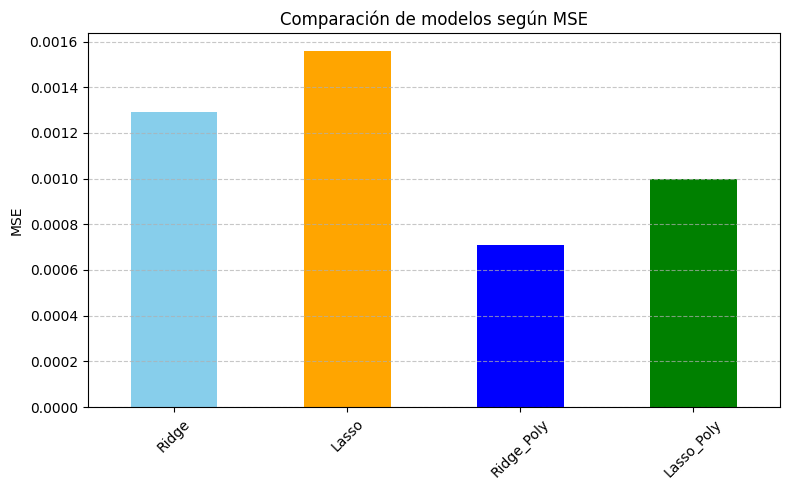 Comparación de modelos según MSE
MSE
0.0016
0.0014
0.0012
0.0010
0.0008
0.0006
0.0004
0.0002
0.0000
Ridge
Lasso
Ridge_Poly
Lasso_Poly